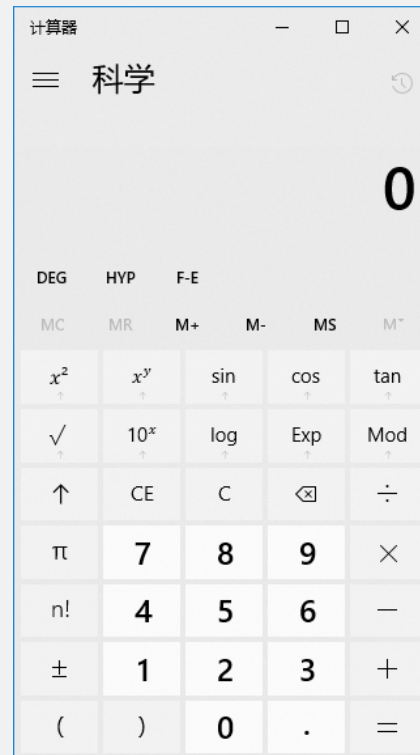 计算器
科学
0
DEG HYP F-E
MC MR M+ M- MS M˅
x² xʸ sin cos tan
√ 10ˣ log Exp Mod
↑ CE C ⌫ ÷
π 7 8 9 ×
n! 4 5 6 −
± 1 2 3 +
( ) 0 . =